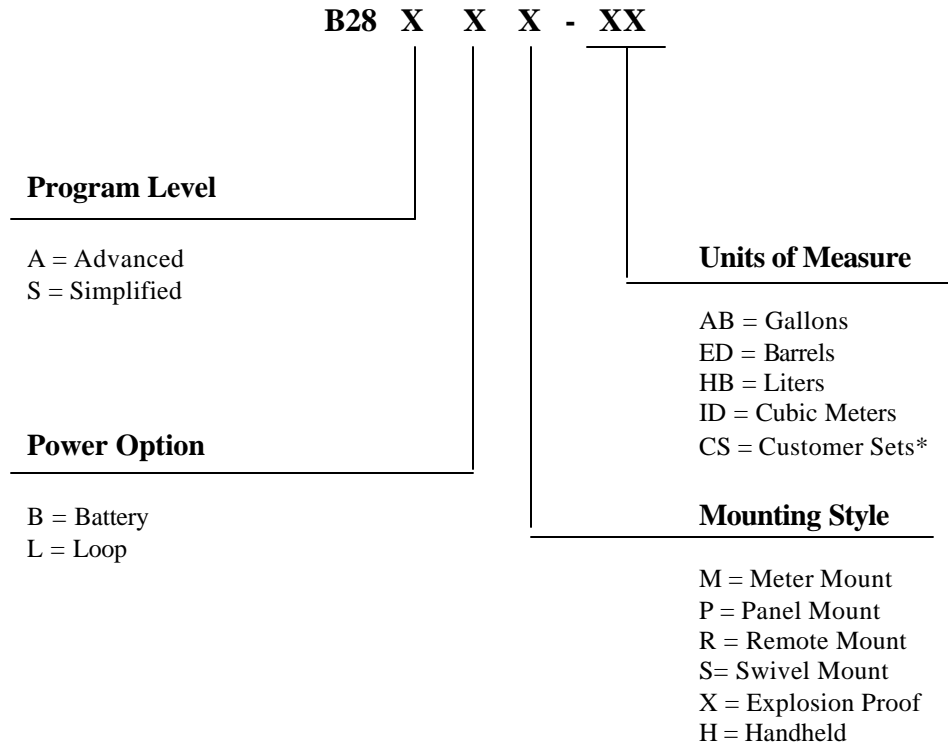 B28 X X X - XX
Program Level
A = Advanced
S = Simplified
Power Option
B = Battery
L = Loop
Units of Measure
AB = Gallons
ED = Barrels
HB = Liters
ID = Cubic Meters
CS = Customer Sets*
Mounting Style
M = Meter Mount
P = Panel Mount
R = Remote Mount
S= Swivel Mount
X = Explosion Proof
H = Handheld